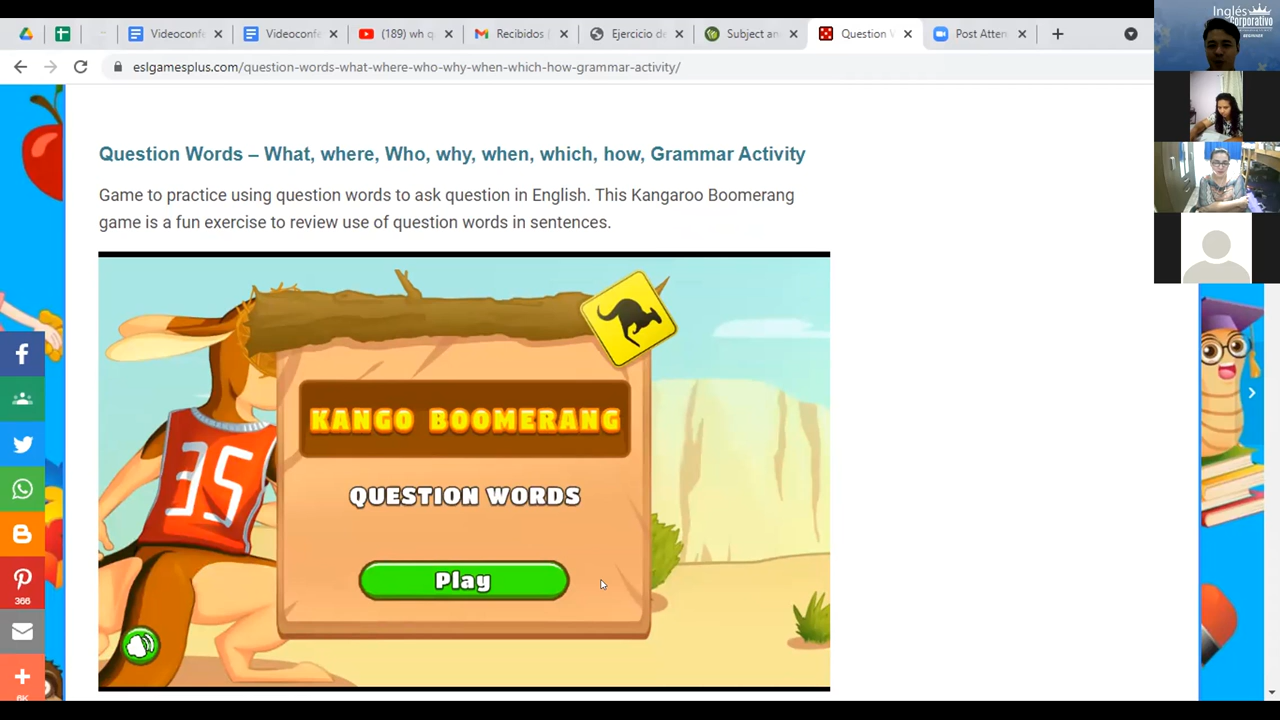 Videoconfe
Videoconfe
(189) wh q
Recibidos
Ejercicio de
Subject an
Question W
Post Atten
eslgamesplus.com/question-words-what-where-who-why-when-which-how-grammar-activity/
Inglés
Corporativo
BEGINNER
Question Words – What, where, Who, why, when, which, how, Grammar Activity
Game to practice using question words to ask question in English. This Kangaroo Boomerang
game is a fun exercise to review use of question words in sentences.
35
KANGO BOOMERANG
QUESTION WORDS
Play
366
6K